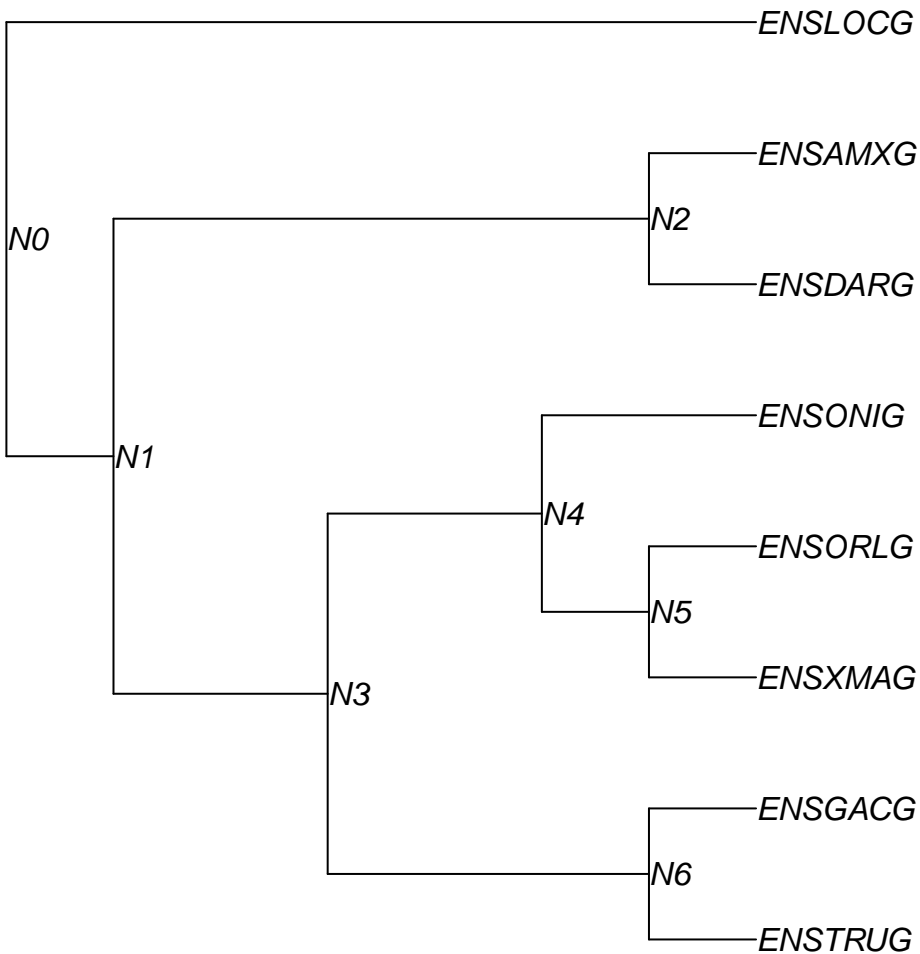 ENSLOCG
ENSAMXG
N2
N0
ENSDARG
ENSONIG
N1
N4
ENSORLG
N5
ENSXMAG
N3
ENSGACG
N6
ENSTRUG